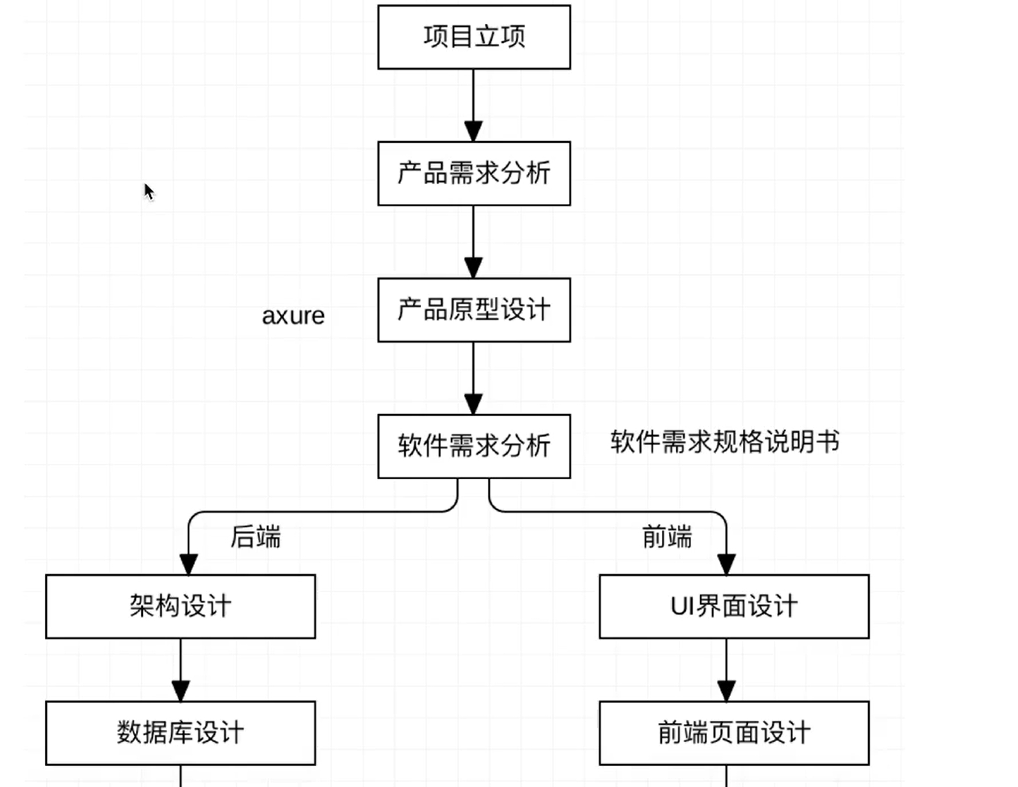 项目立项
产品需求分析
axure
产品原型设计
软件需求分析
软件需求规格说明书
后端
前端
架构设计
UI界面设计
数据库设计
前端页面设计